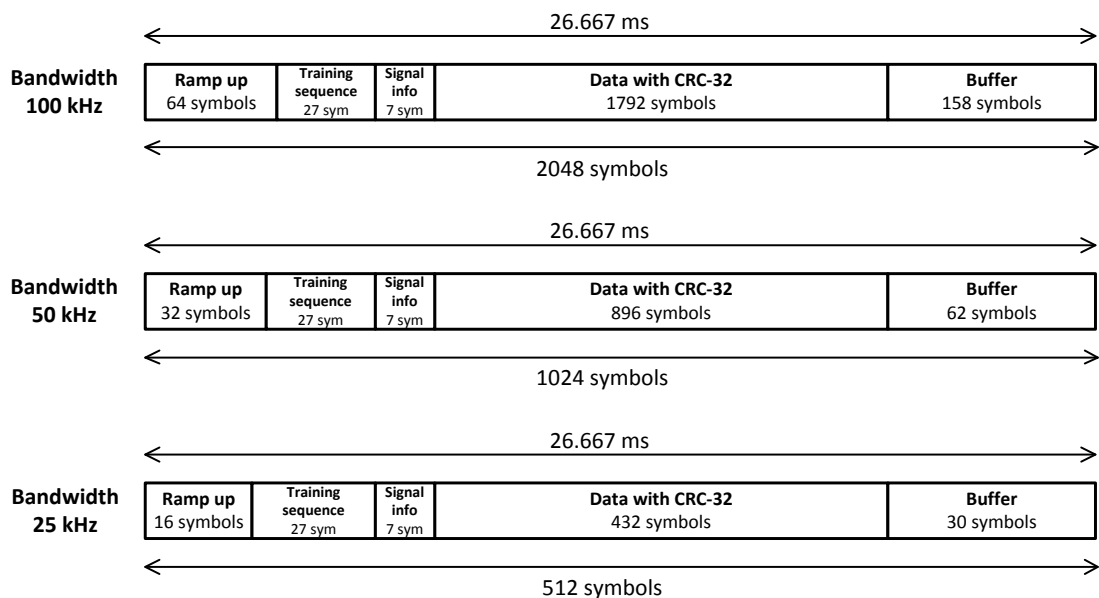 26.667 ms
Bandwidth
100 kHz
Ramp up
64 symbols
Training
sequence
27 sym
Signal
info
7 sym
Data with CRC-32
1792 symbols
Buffer
158 symbols
2048 symbols
26.667 ms
Bandwidth
50 kHz
Ramp up
32 symbols
Training
sequence
27 sym
Signal
info
7 sym
Data with CRC-32
896 symbols
Buffer
62 symbols
1024 symbols
26.667 ms
Bandwidth
25 kHz
Ramp up
16 symbols
Training
sequence
27 sym
Signal
info
7 sym
Data with CRC-32
432 symbols
Buffer
30 symbols
512 symbols